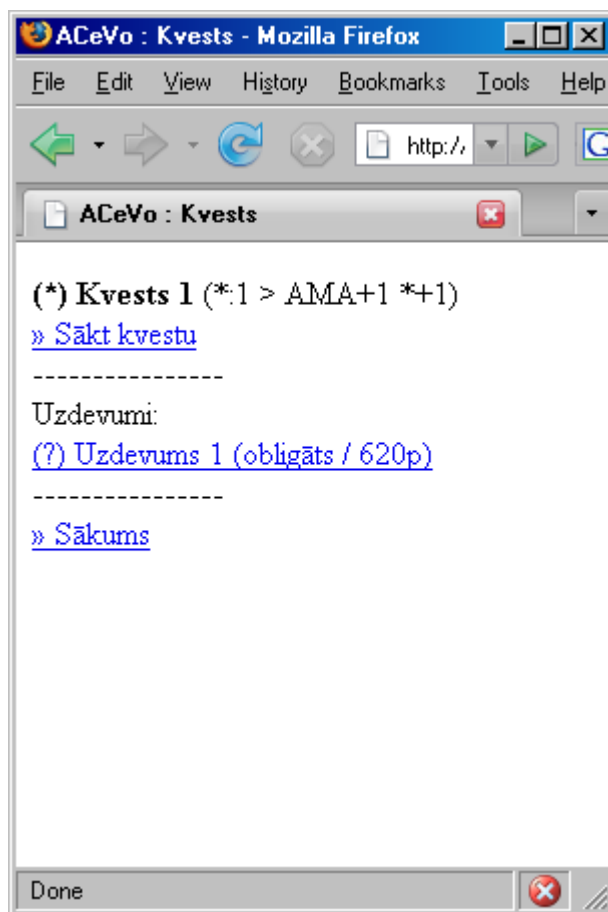 ACeVo : Kvests - Mozilla Firefox
File Edit View History Bookmarks Tools Help
http:/
ACeVo : Kvests
(*) Kvests 1 (*:1 > AMA+1 *+1)
» Sākt kvestu
----------------
Uzdevumi:
(?) Uzdevums 1 (obligāts / 620p)
----------------
» Sākums
Done